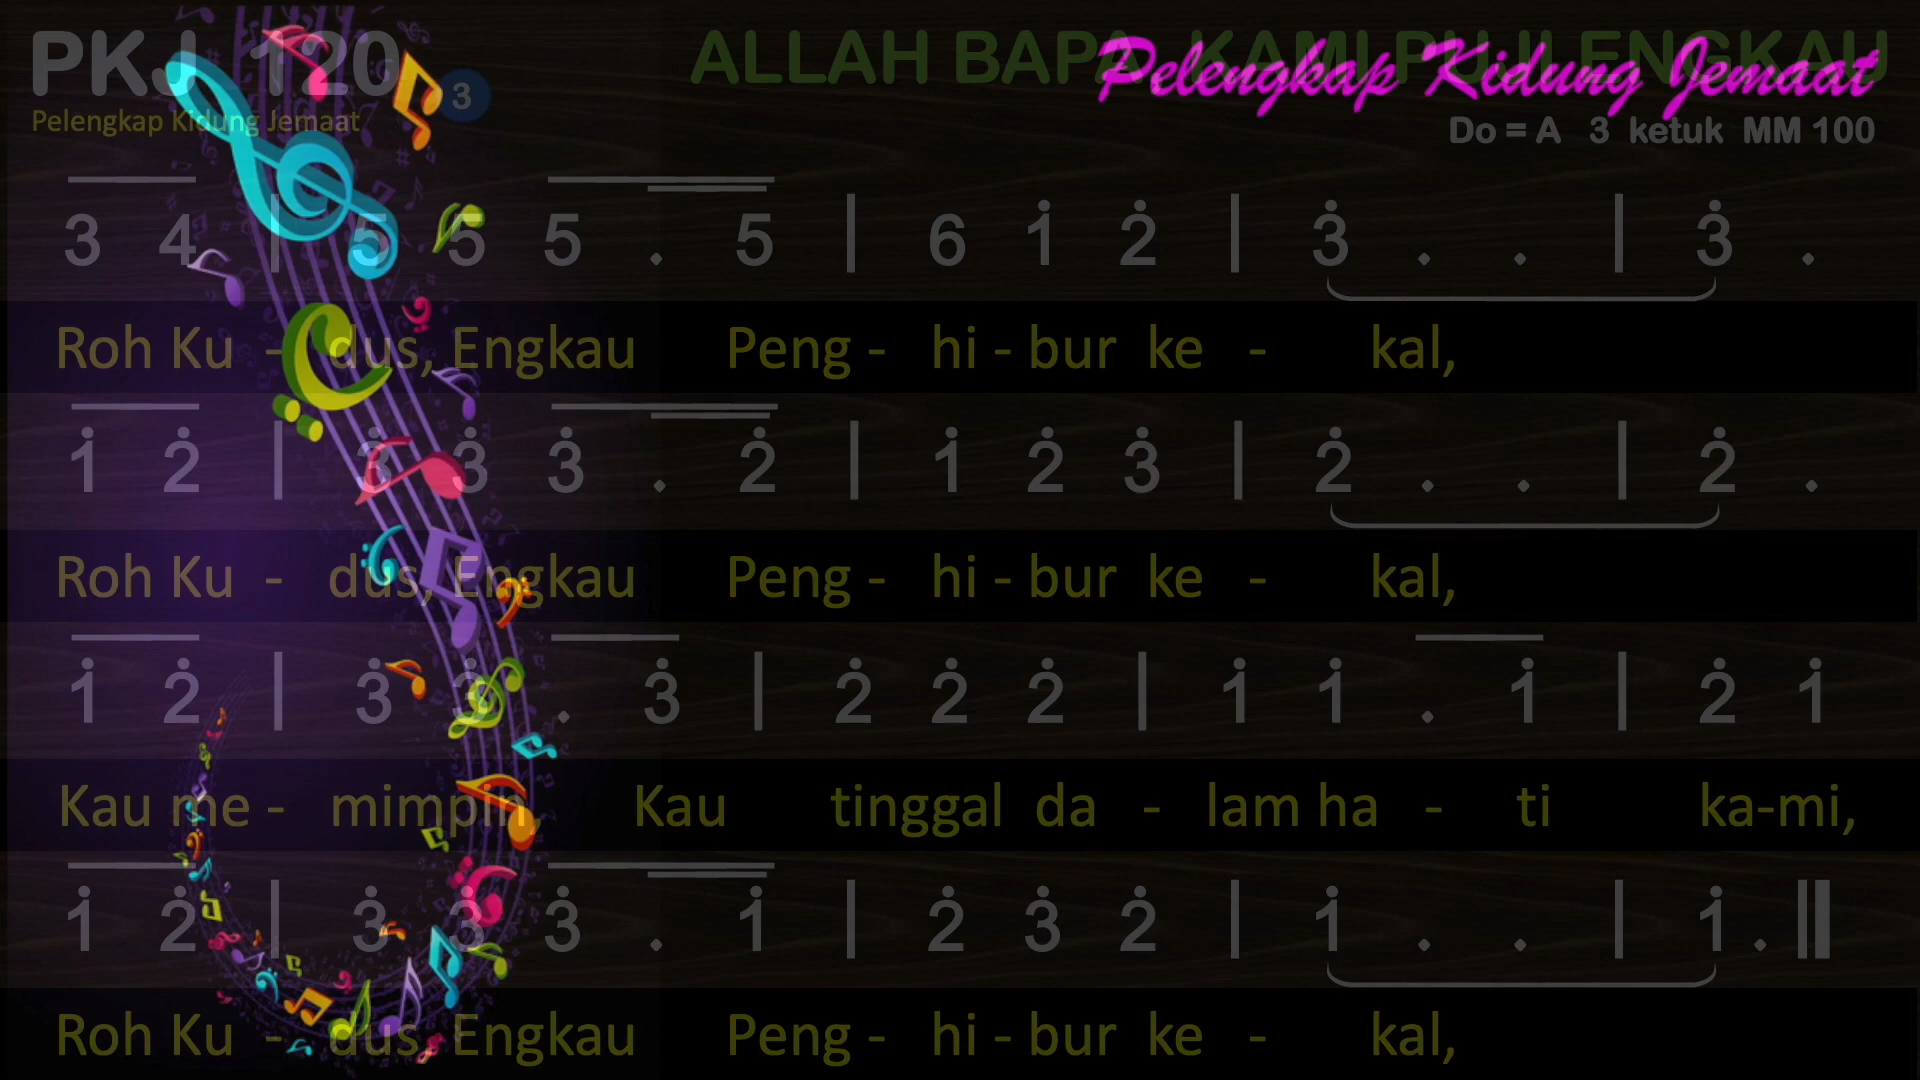 PKJ 120
ALLAH BAPA, KAMI PUJI ENGKAU
Pelengkap Kidung Jemaat
3
Pelengkap Kidung Jemaat
Do = A 3 ketuk MM 100
3 4 | 5 5 5 . 5 | 6 1̇ 2̇ | 3̇ . . | 3̇ .
Roh Ku - dus, Engkau Peng - hi - bur ke - kal,
1̇ 2̇ | 3̇ 3̇ 3̇ . 2̇ | 1̇ 2̇ 3̇ | 2̇ . . | 2̇ .
Roh Ku - dus, Engkau Peng - hi - bur ke - kal,
1̇ 2̇ | 3̇ 3̇ . 3̇ | 2̇ 2̇ 2̇ | 1̇ 1̇ . 1̇ | 2̇ 1̇
Kau me - mimpin, Kau tinggal da - lam ha - ti ka-mi,
1̇ 2̇ | 3̇ 3̇ 3̇ . 1̇ | 2̇ 3̇ 2̇ | 1̇ . . | 1̇ . ||
Roh Ku - dus, Engkau Peng - hi - bur ke - kal,